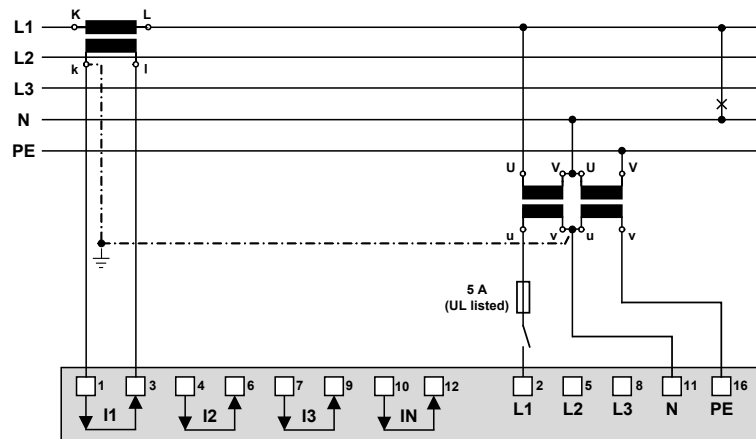 K L
L1
L2
k l
L3
N
PE
U V U V
u v u v
5 A
(UL listed)
1 3 4 6 7 9 10 12 2 5 8 11 16
I1 I2 I3 IN L1 L2 L3 N PE